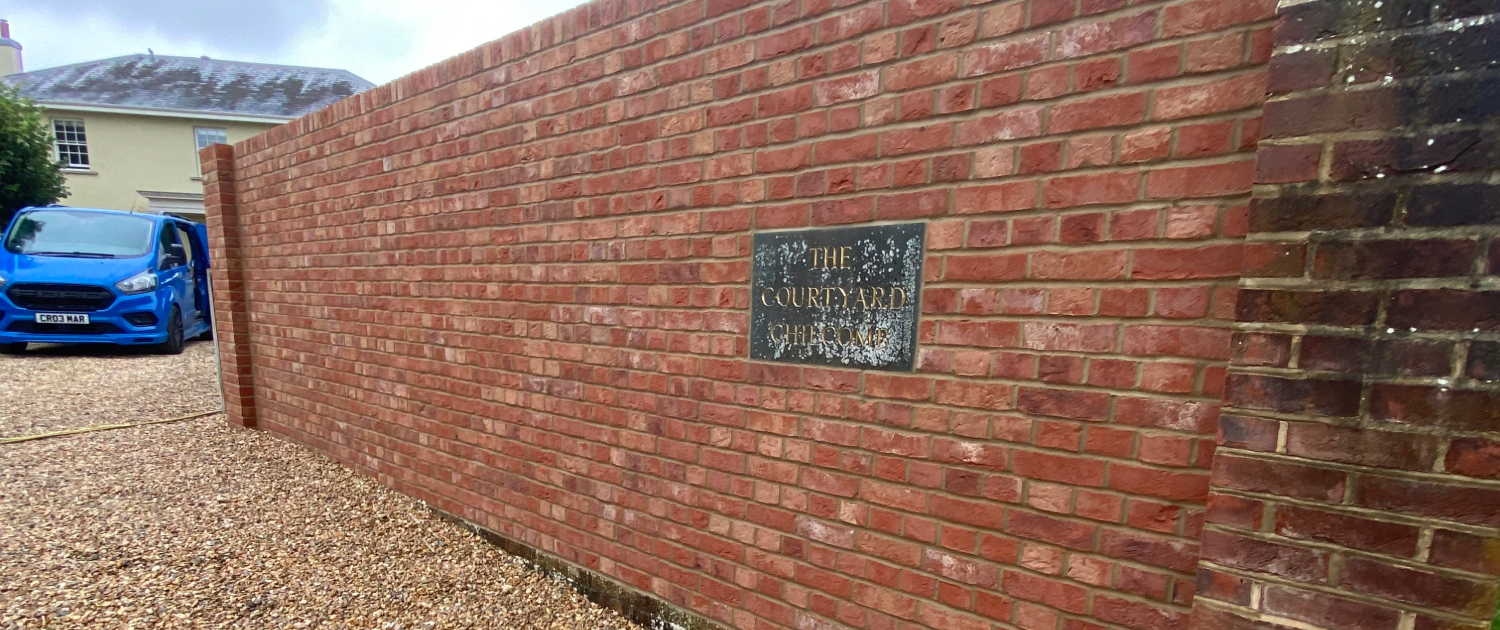 THE
COURTYARD
CHILCOMB
CR03 MAR